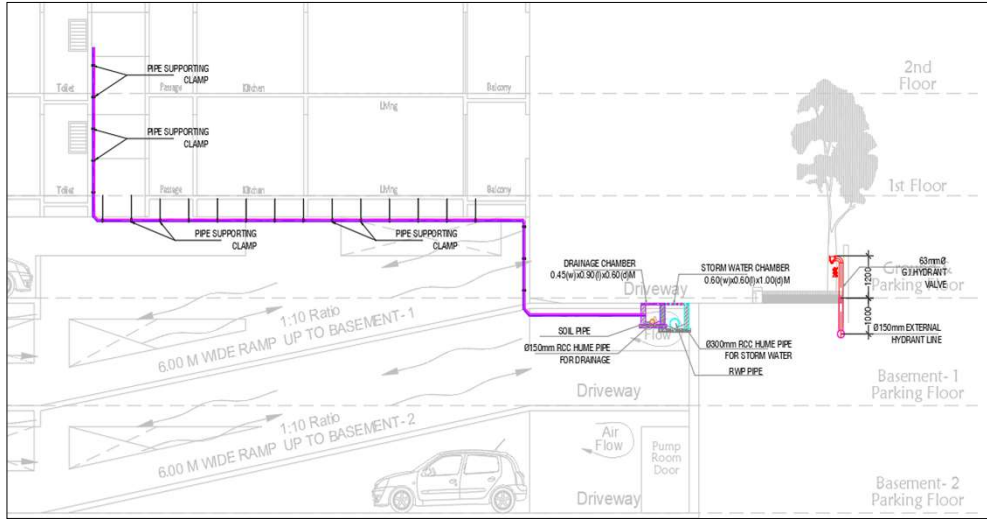 PIPE SUPPORTING
CLAMP
2nd
Floor
Toilet
Passage
Kitchen
Living
Balcony
PIPE SUPPORTING
CLAMP
1st Floor
Toilet
Passage
Kitchen
Living
Balcony
PIPE SUPPORTING
CLAMP
PIPE SUPPORTING
CLAMP
DRAINAGE CHAMBER
0.45(w)x0.90(l)x0.60(d)M
STORM WATER CHAMBER
0.60(w)x0.60(l)x1.00(d)M
63mmØ
G.I.HYDRANT
VALVE
1200
Parking Floor
Driveway
1000
SOIL PIPE
Flow
Ø150mm RCC HUME PIPE
FOR DRAINAGE
Ø300mm RCC HUME PIPE
FOR STORM WATER
RWP PIPE
Ø150mm EXTERNAL
HYDRANT LINE
1:10 Ratio
6.00 M WIDE RAMP UP TO BASEMENT-1
Driveway
Basement- 1
Parking Floor
1:10 Ratio
6.00 M WIDE RAMP UP TO BASEMENT-2
Air
Flow
Pump
Room
Door
Driveway
Basement- 2
Parking Floor